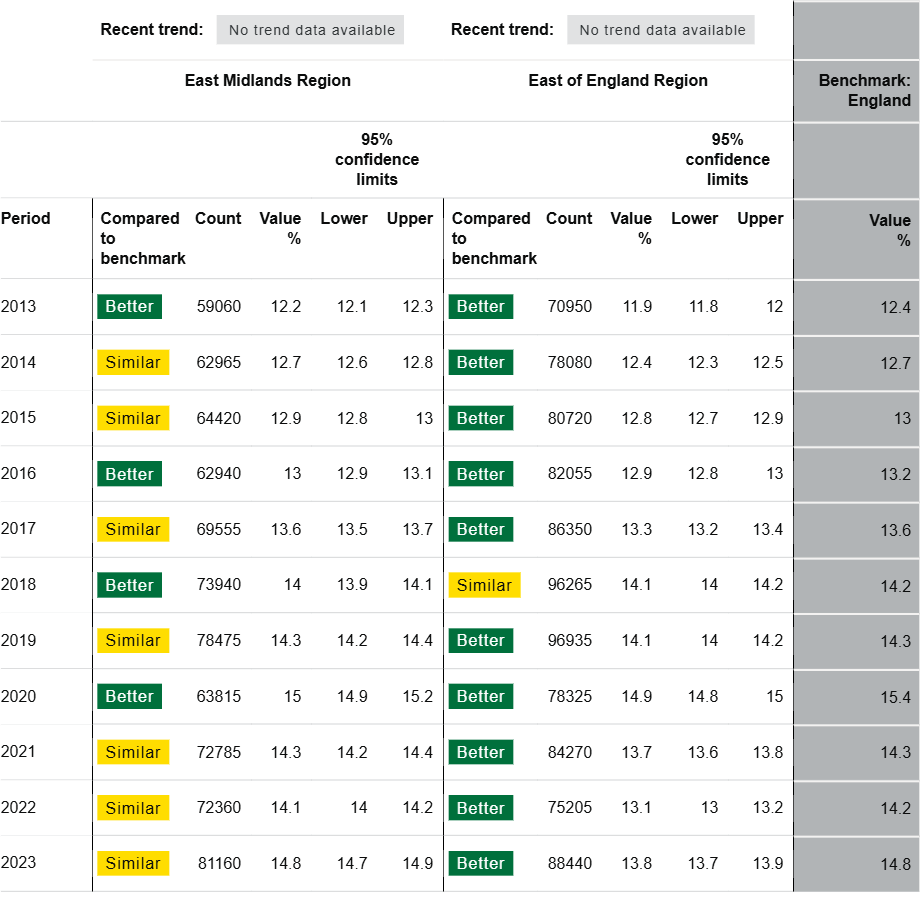 Recent trend: No trend data available Recent trend: No trend data available
East Midlands Region East of England Region Benchmark:
England
95% 95%
confidence confidence
limits limits
Period Compared Count Value Lower Upper Compared Count Value Lower Upper Value
to % to % %
benchmark benchmark
2013 Better 59060 12.2 12.1 12.3 Better 70950 11.9 11.8 12 12.4
2014 Similar 62965 12.7 12.6 12.8 Better 78080 12.4 12.3 12.5 12.7
2015 Similar 64420 12.9 12.8 13 Better 80720 12.8 12.7 12.9 13
2016 Better 62940 13 12.9 13.1 Better 82055 12.9 12.8 13 13.2
2017 Similar 69555 13.6 13.5 13.7 Better 86350 13.3 13.2 13.4 13.6
2018 Better 73940 14 13.9 14.1 Similar 96265 14.1 14 14.2 14.2
2019 Similar 78475 14.3 14.2 14.4 Better 96935 14.1 14 14.2 14.3
2020 Better 63815 15 14.9 15.2 Better 78325 14.9 14.8 15 15.4
2021 Similar 72785 14.3 14.2 14.4 Better 84270 13.7 13.6 13.8 14.3
2022 Similar 72360 14.1 14 14.2 Better 75205 13.1 13 13.2 14.2
2023 Similar 81160 14.8 14.7 14.9 Better 88440 13.8 13.7 13.9 14.8